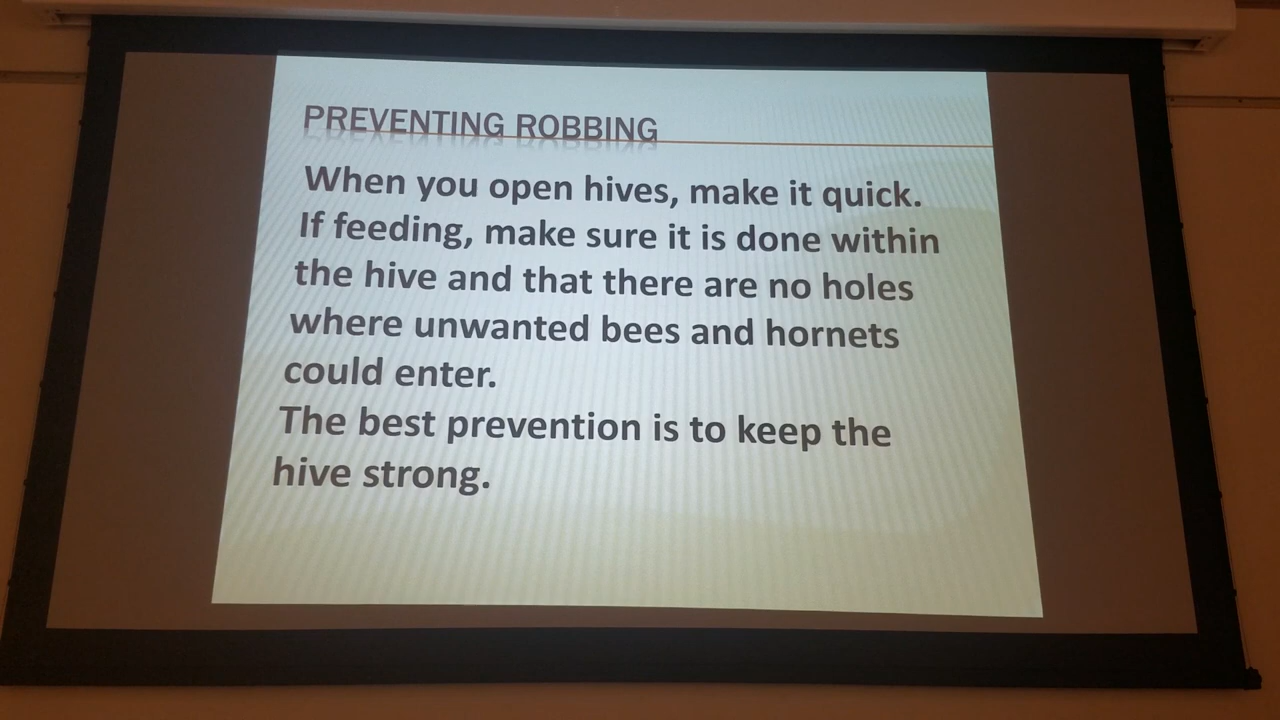 PREVENTING ROBBING
When you open hives, make it quick.
If feeding, make sure it is done within
the hive and that there are no holes
where unwanted bees and hornets
could enter.
The best prevention is to keep the
hive strong.